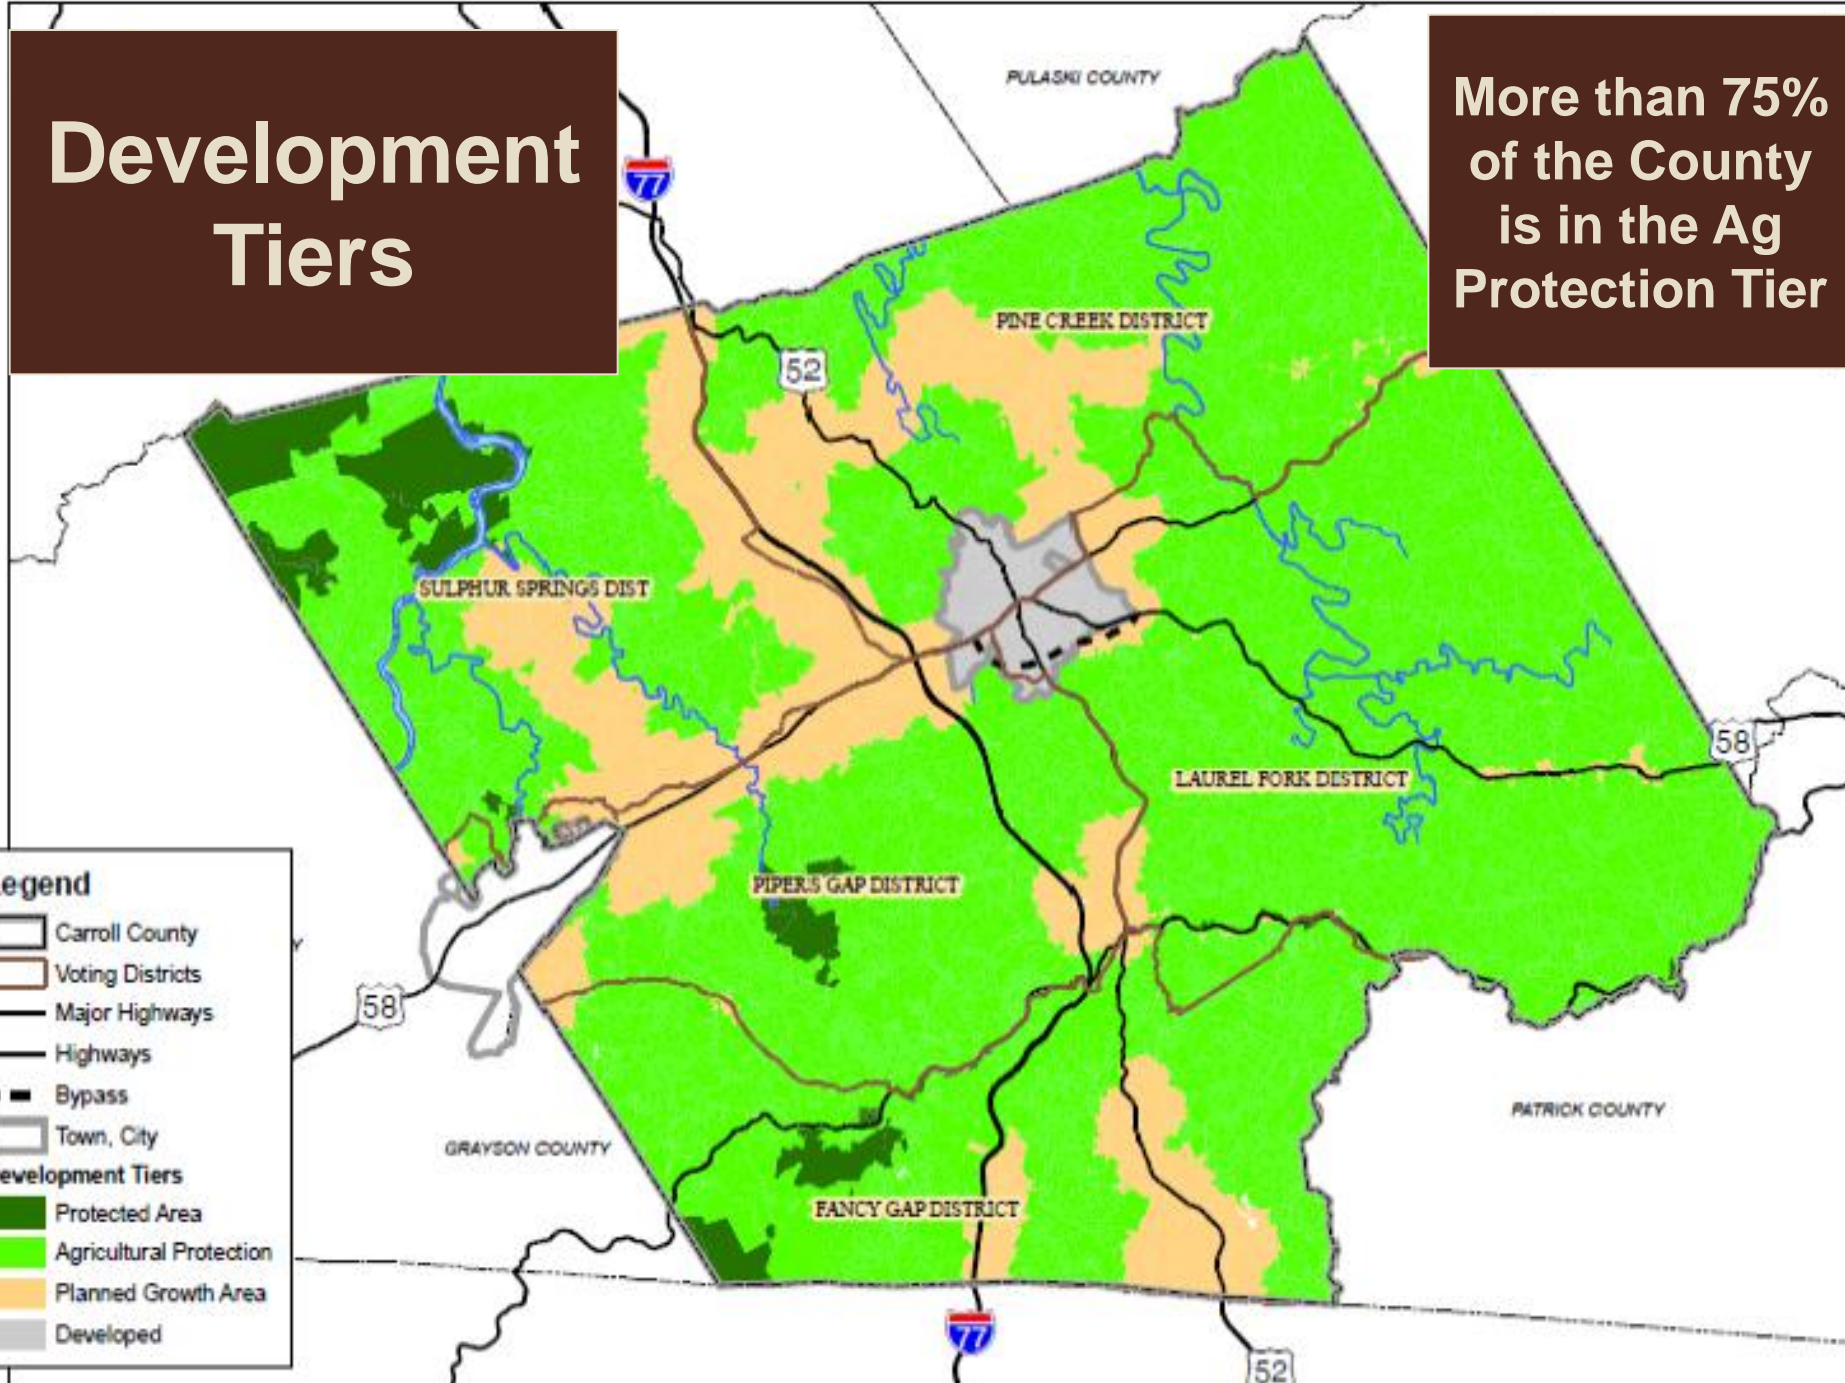 Development
Tiers
More than 75%
of the County
is in the Ag
Protection Tier
PULASKI COUNTY
77
52
PINE CREEK DISTRICT
SULPHUR SPRINGS DIST
58
LAUREL FORK DISTRICT
PIPERS GAP DISTRICT
egend
Carroll County
Voting Districts
Major Highways
Highways
Bypass
Town, City
evelopment Tiers
Protected Area
Agricultural Protection
Planned Growth Area
Developed
Y
58
GRAYSON COUNTY
PATRICK COUNTY
FANCY GAP DISTRICT
77
52